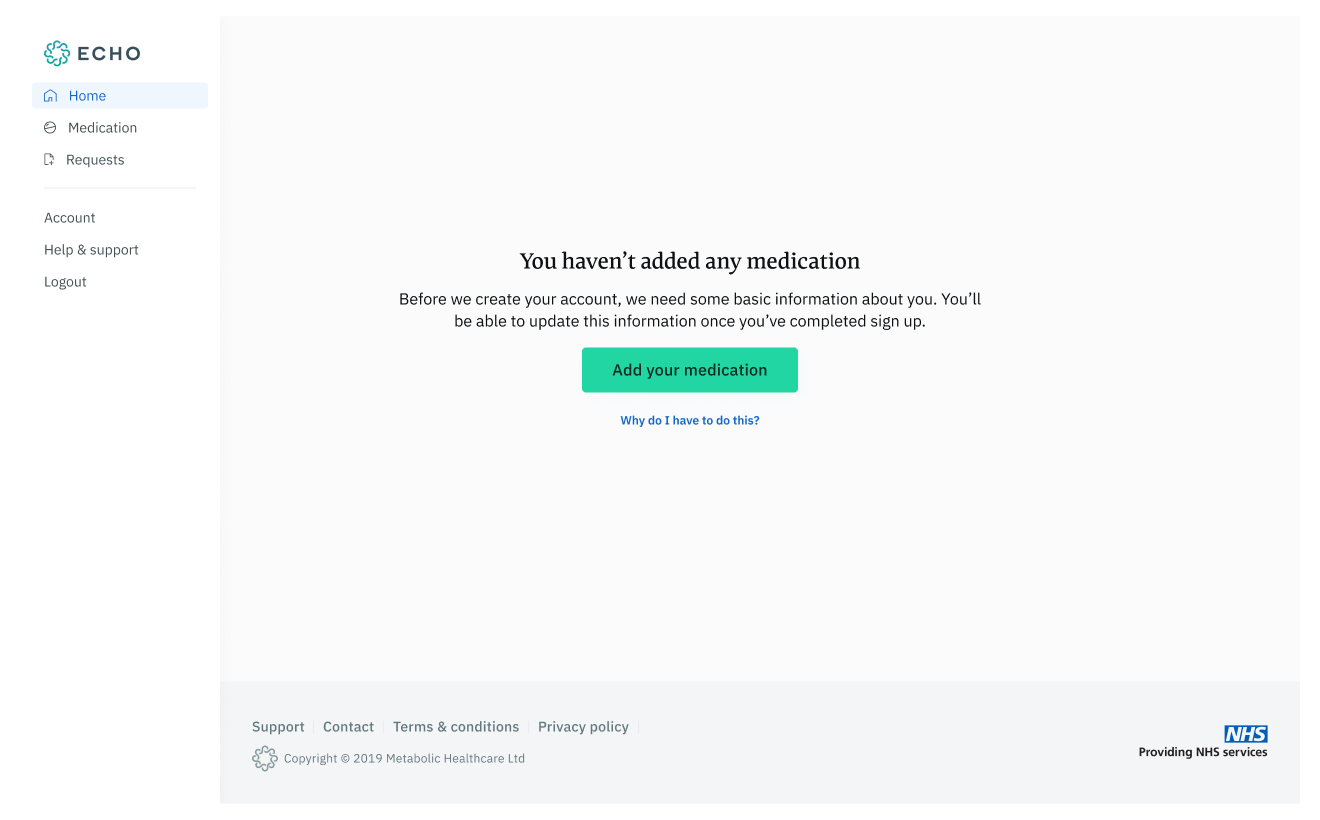 ECHO
Home
Medication
Requests
Account
Help & support
Logout
You haven’t added any medication
Before we create your account, we need some basic information about you. You’ll
be able to update this information once you’ve completed sign up.
Add your medication
Why do I have to do this?
Support
Contact
Terms & conditions
Privacy policy
Copyright © 2019 Metabolic Healthcare Ltd
NHS
Providing NHS services